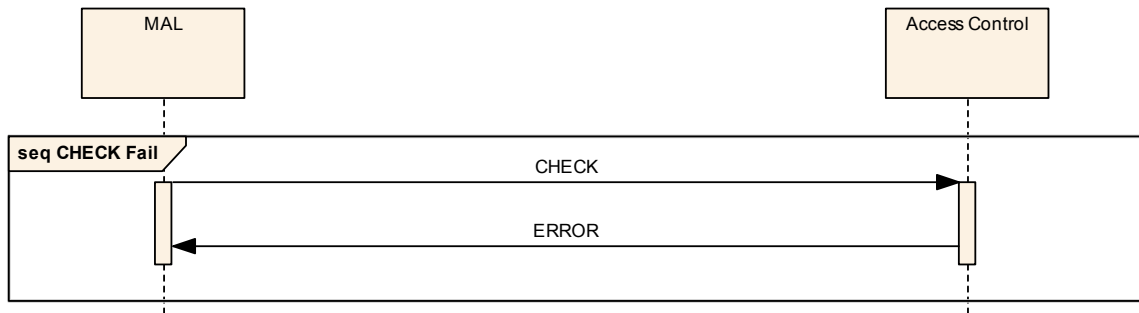 MAL
Access Control
seq CHECK Fail
CHECK
ERROR